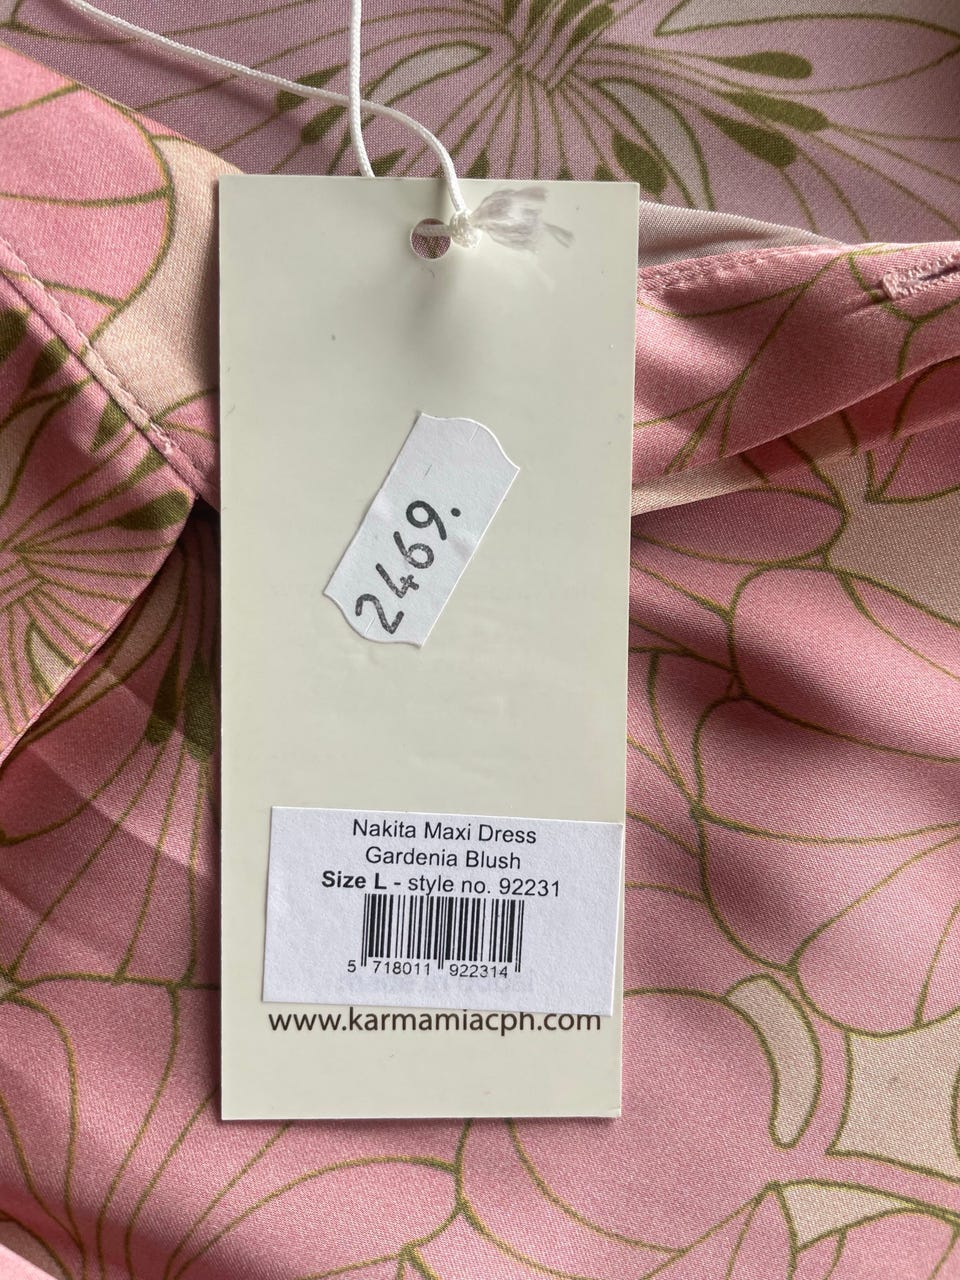 2469.
Nakita Maxi Dress
Gardenia Blush
Size L - style no. 92231
5 718011 922314
www.karmamiacph.com